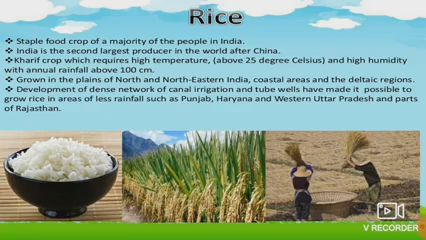 Rice
❖ Staple food crop of a majority of the people in India.
❖ India is the second largest producer in the world after China.
❖Kharif crop which requires high temperature, (above 25 degree Celsius) and high humidity
with annual rainfall above 100 cm.
❖ Grown in the plains of North and North-Eastern India, coastal areas and the deltaic regions.
❖ Development of dense network of canal irrigation and tube wells have made it possible to
grow rice in areas of less rainfall such as Punjab, Haryana and Western Uttar Pradesh and parts
of Rajasthan.
V RECORDER